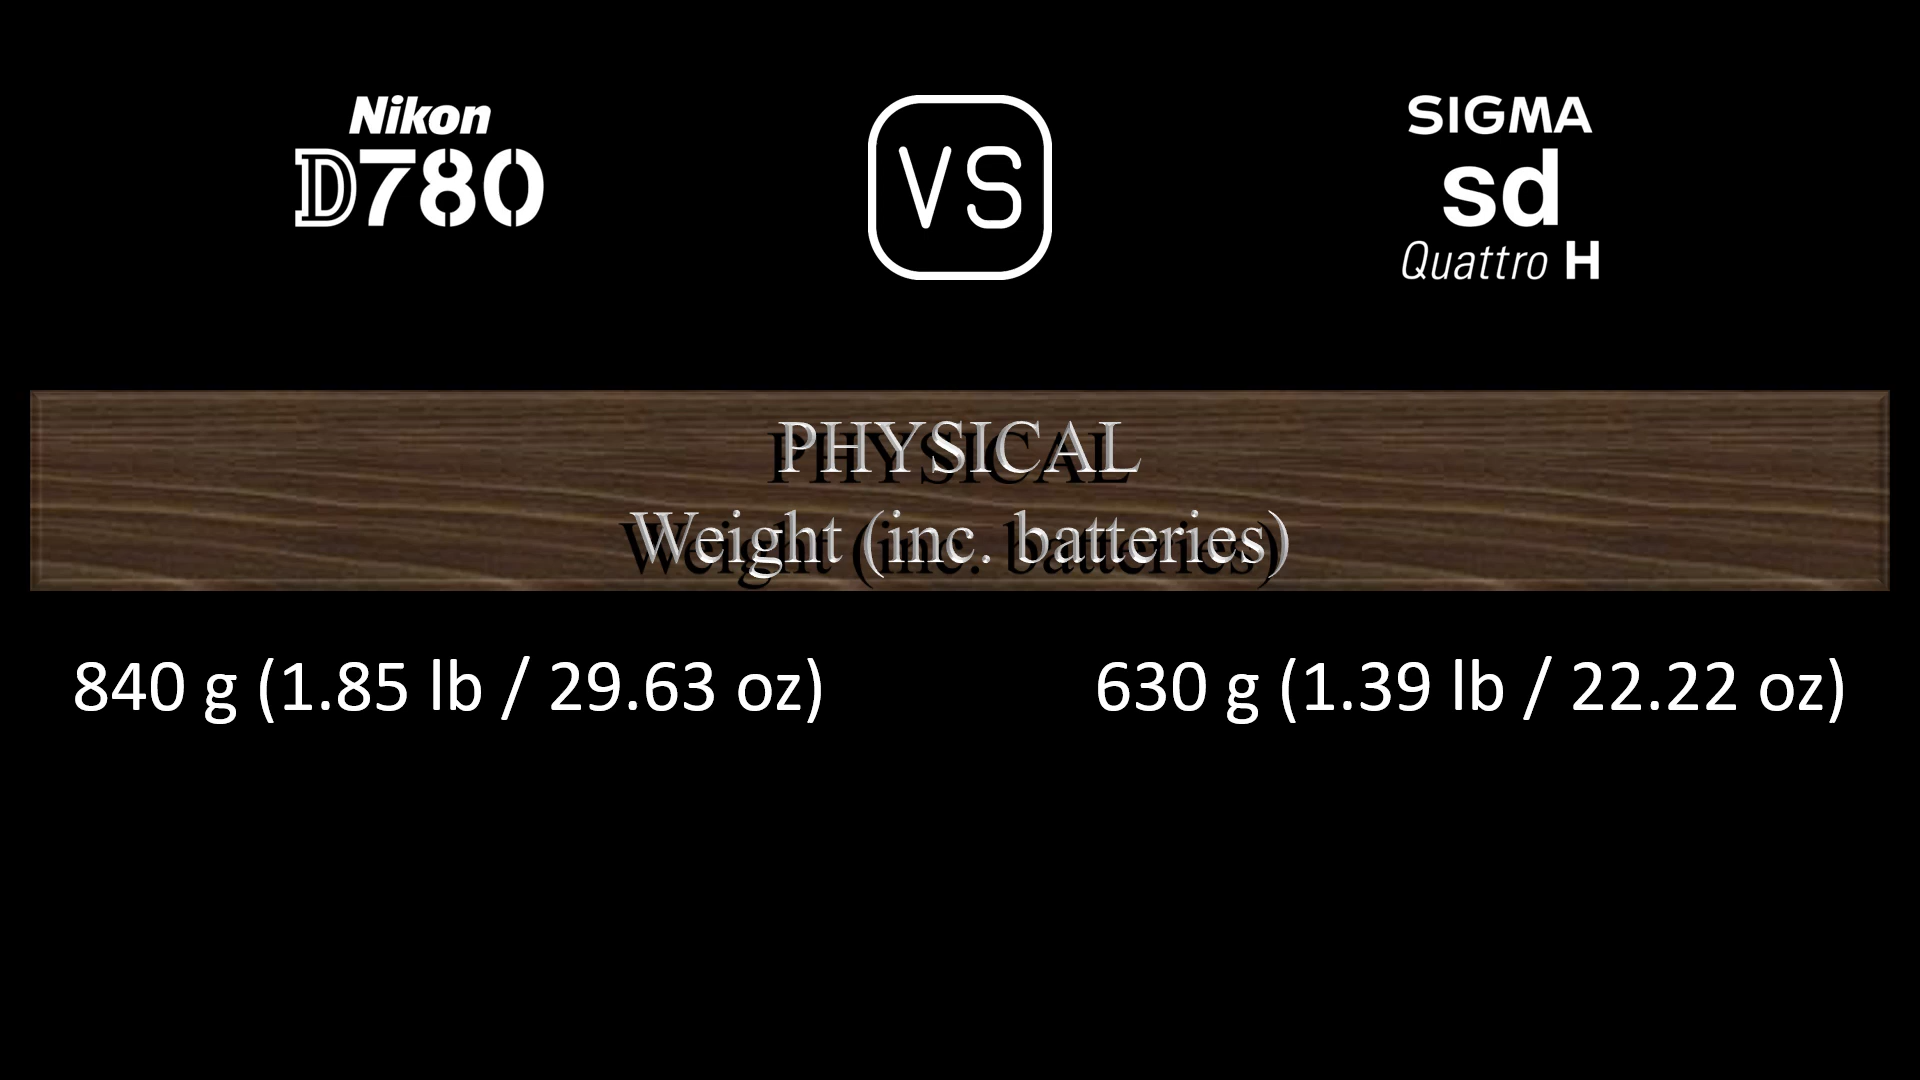 Nikon
D780
VS
SIGMA
sd
Quattro H
PHYSICAL
Weight (inc. batteries)
840 g (1.85 lb / 29.63 oz)
630 g (1.39 lb / 22.22 oz)